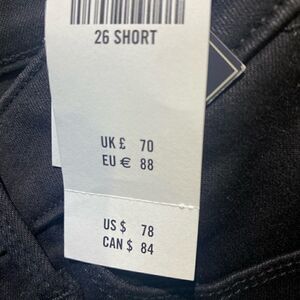 26 SHORT
UK £ 70
EU € 88
US $ 78
CAN $ 84